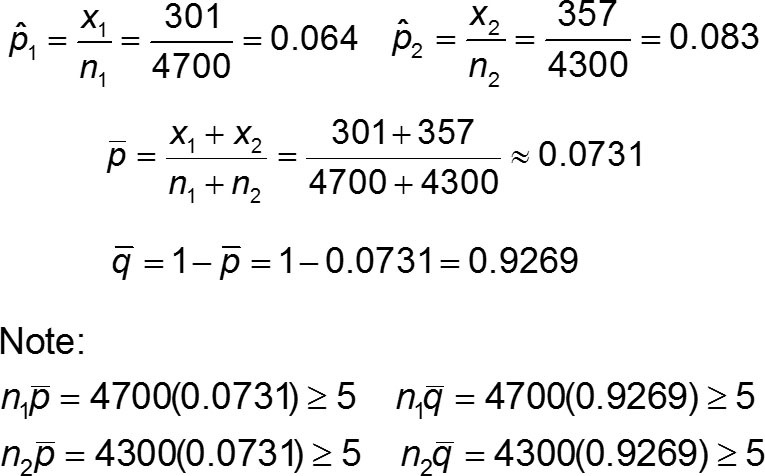 p̂₁ = x₁/n₁ = 301/4700 = 0.064 p̂₂ = x₂/n₂ = 357/4300 = 0.083
p̅ = (x₁ + x₂)/(n₁ + n₂) = (301 + 357)/(4700 + 4300) ≈ 0.0731
q̅ = 1 − p̅ = 1 − 0.0731 = 0.9269
Note:
n₁p̅ = 4700(0.0731) ≥ 5 n₁q̅ = 4700(0.9269) ≥ 5
n₂p̅ = 4300(0.0731) ≥ 5 n₂q̅ = 4300(0.9269) ≥ 5